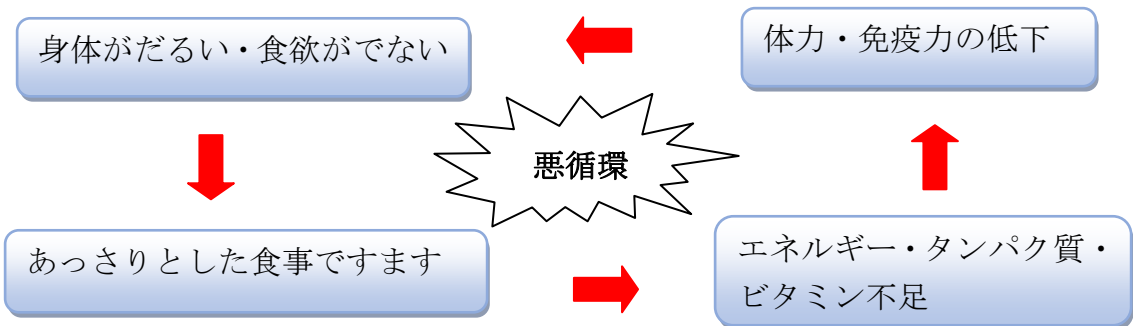 身体がだるい・食欲がでない
体力・免疫力の低下
悪循環
あっさりとした食事ですます
エネルギー・タンパク質・
ビタミン不足